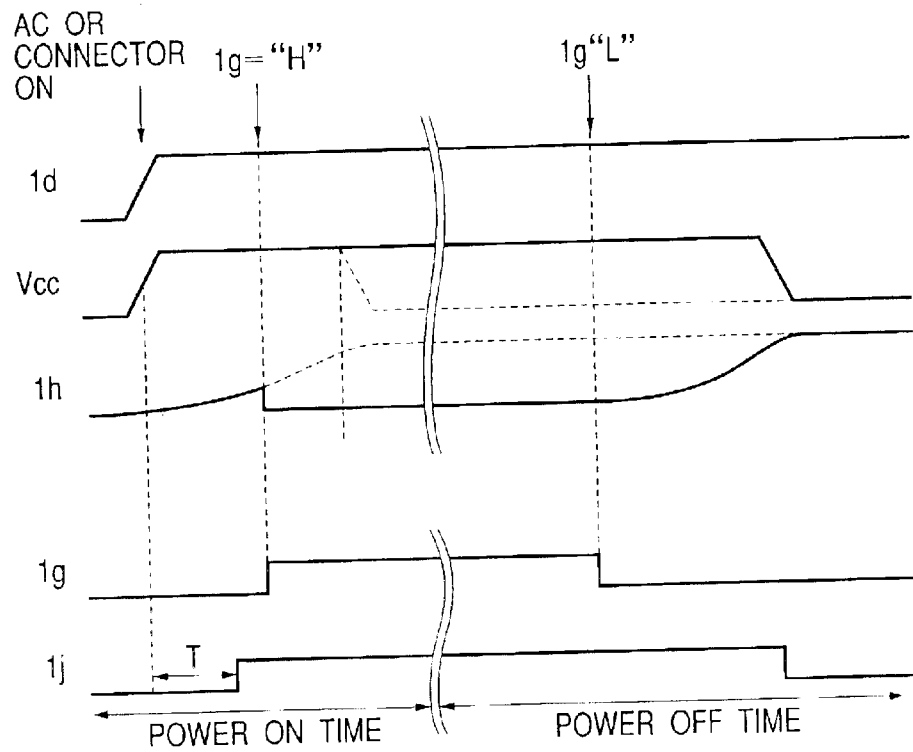 AC OR
CONNECTOR
ON
1g="H"
1g"L"
1d
Vcc
1h
1g
1j
T
POWER ON TIME
POWER OFF TIME